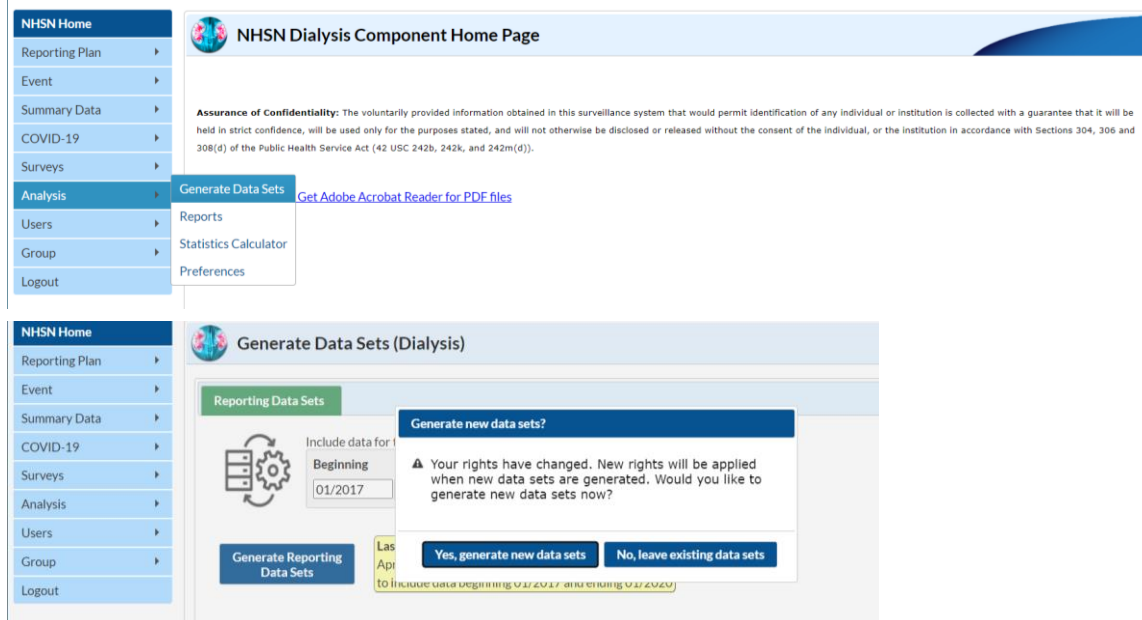 NHSN Home
Reporting Plan
Event
Summary Data
COVID-19
Surveys
Analysis
Users
Group
Logout
NHSN Dialysis Component Home Page
Assurance of Confidentiality: The voluntarily provided information obtained in this surveillance system that would permit identification of any individual or institution is collected with a guarantee that it will be
held in strict confidence, will be used only for the purposes stated, and will not otherwise be disclosed or released without the consent of the individual, or the institution in accordance with Sections 304, 306 and
308(d) of the Public Health Service Act (42 USC 242b, 242k, and 242m(d)).
Generate Data Sets
Reports
Statistics Calculator
Preferences
Get Adobe Acrobat Reader for PDF files
NHSN Home
Reporting Plan
Event
Summary Data
COVID-19
Surveys
Analysis
Users
Group
Logout
Generate Data Sets (Dialysis)
Reporting Data Sets
Include data for
Beginning
01/2017
Generate Reporting
Data Sets
Las
Apr
to include data beginning 01/2017 and ending 01/2020
Generate new data sets?
Your rights have changed. New rights will be applied
when new data sets are generated. Would you like to
generate new data sets now?
Yes, generate new data sets
No, leave existing data sets